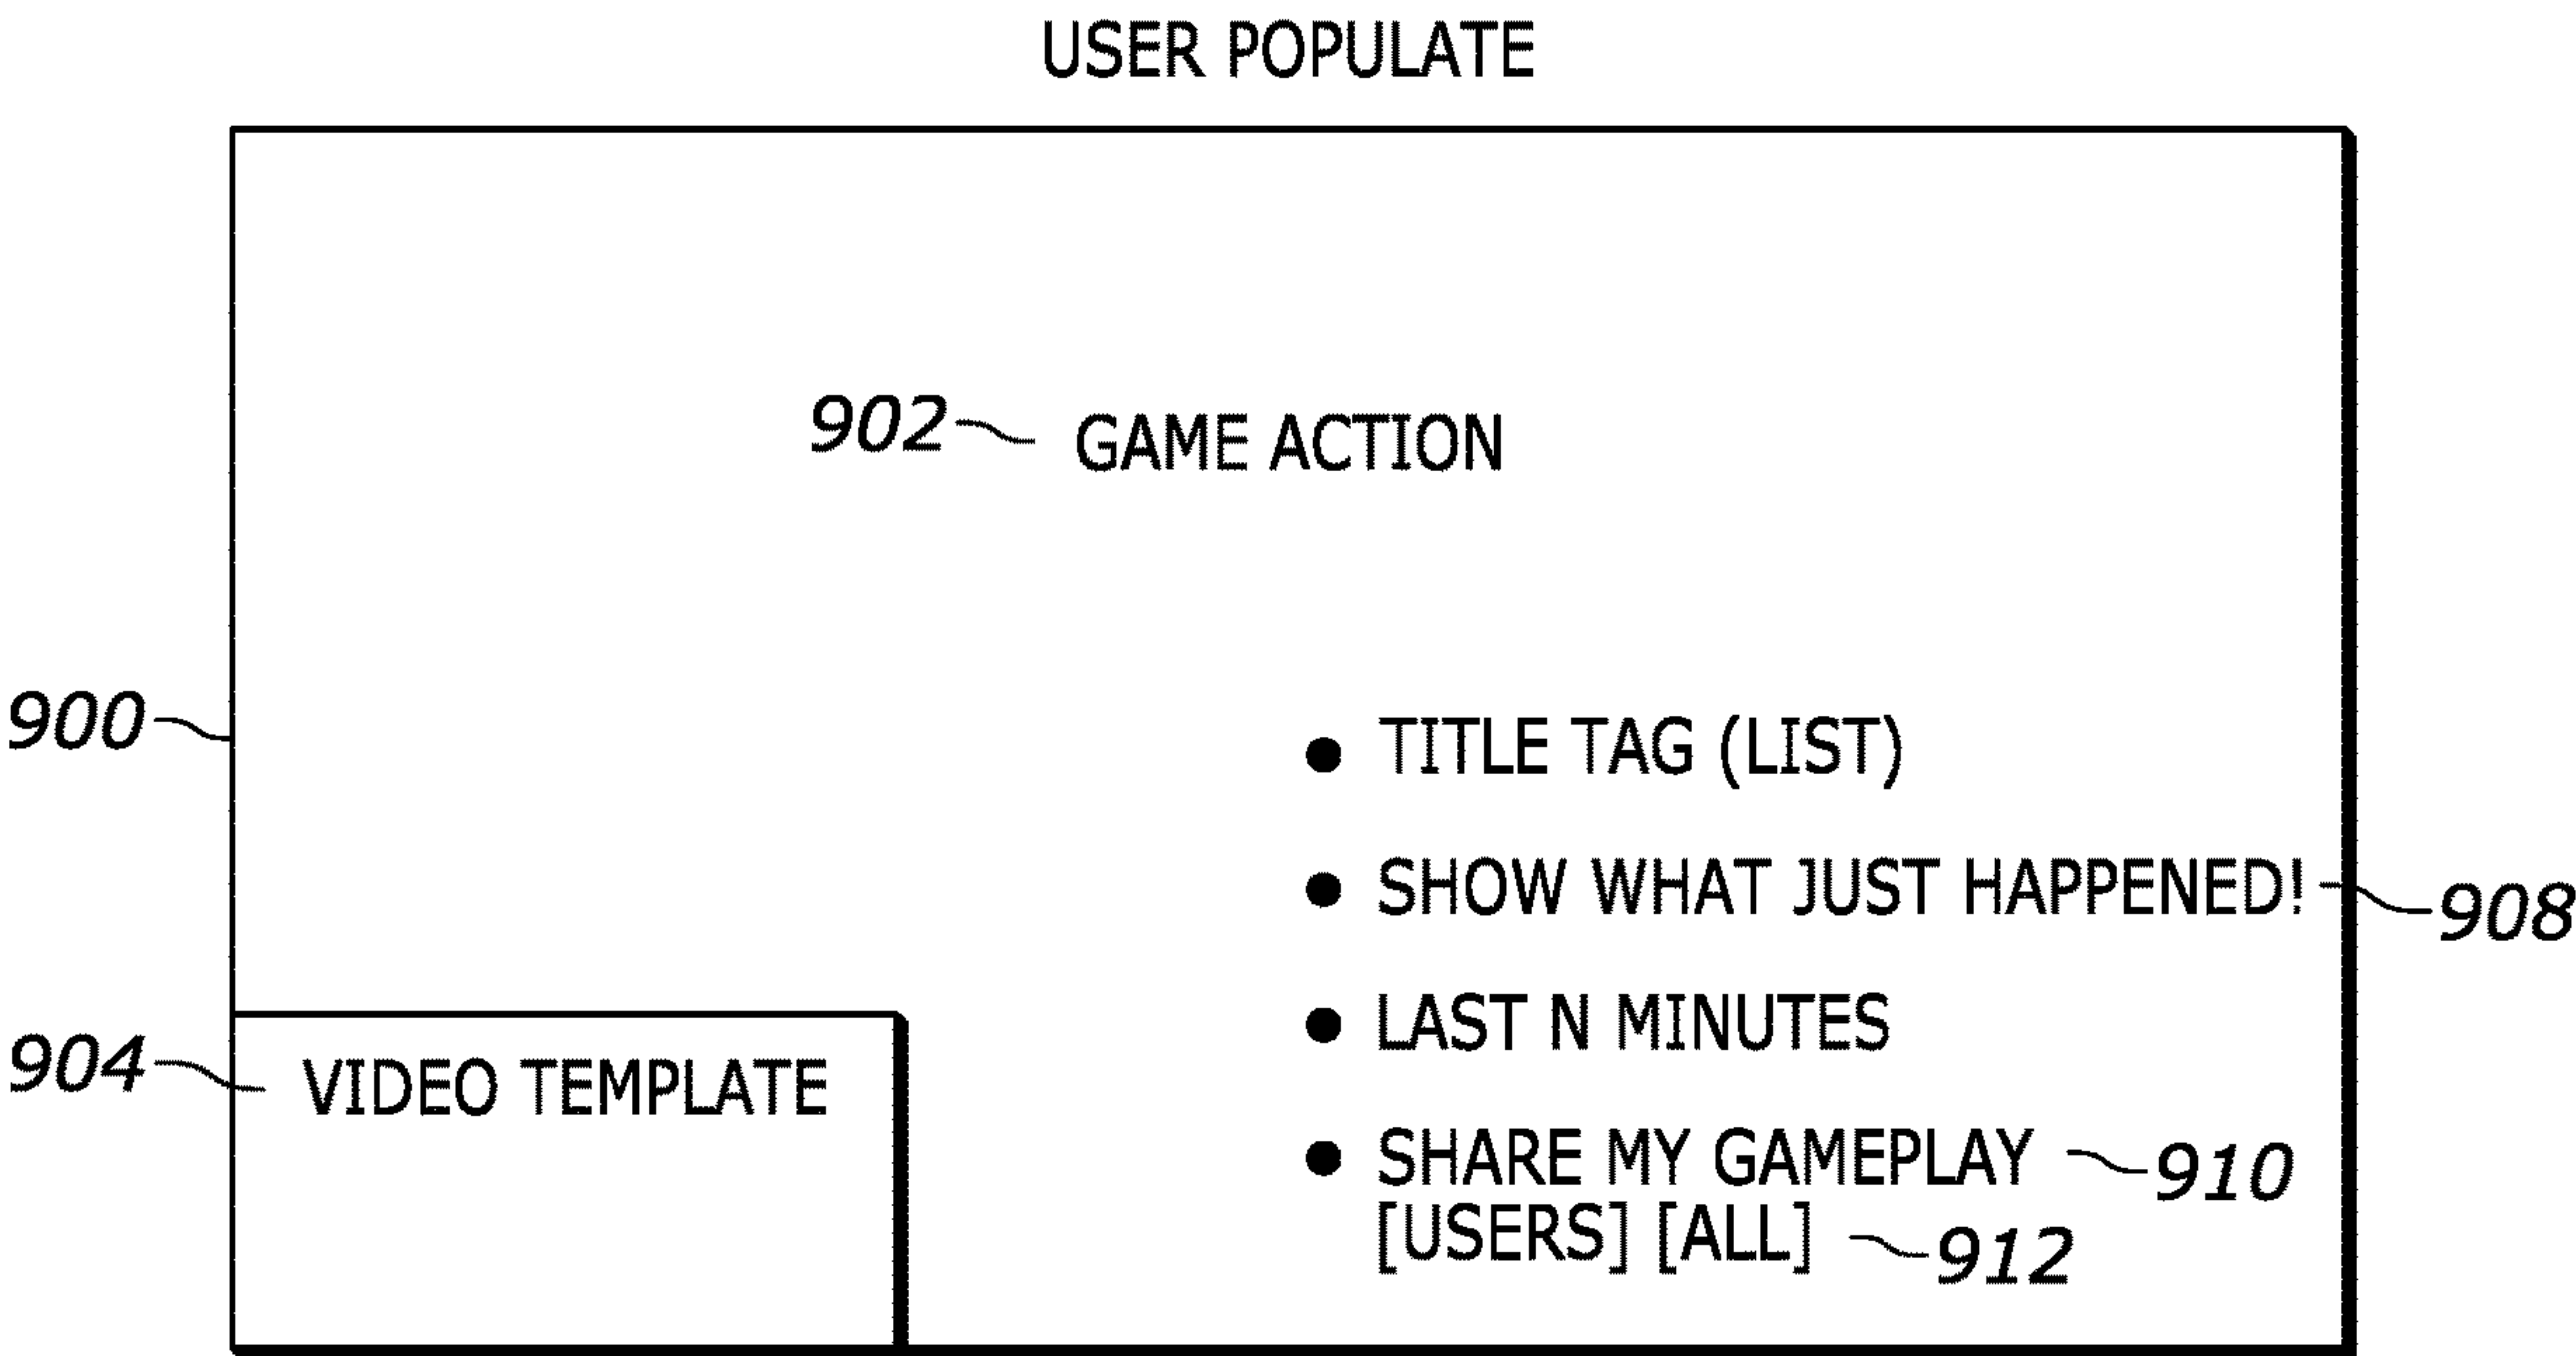 USER POPULATE
902 GAME ACTION
900
● TITLE TAG (LIST)
● SHOW WHAT JUST HAPPENED! 908
● LAST N MINUTES
904 VIDEO TEMPLATE
● SHARE MY GAMEPLAY 910
[USERS] [ALL] 912